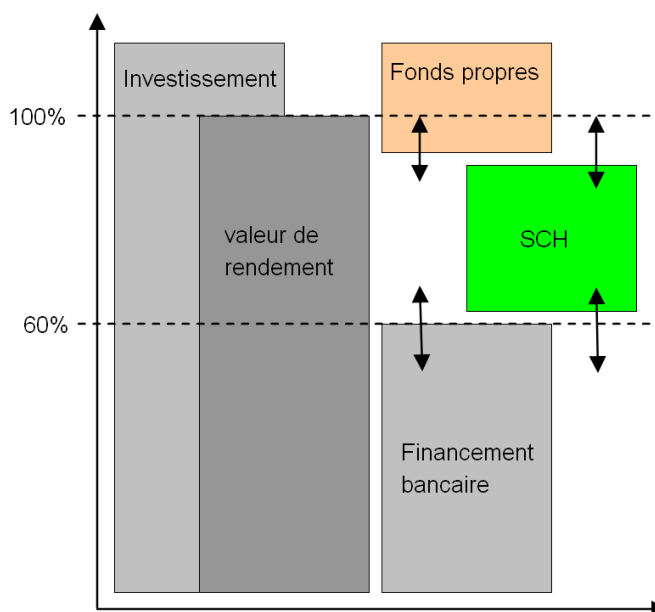 Investissement
Fonds propres
100%
valeur de
rendement
SCH
60%
Financement
bancaire